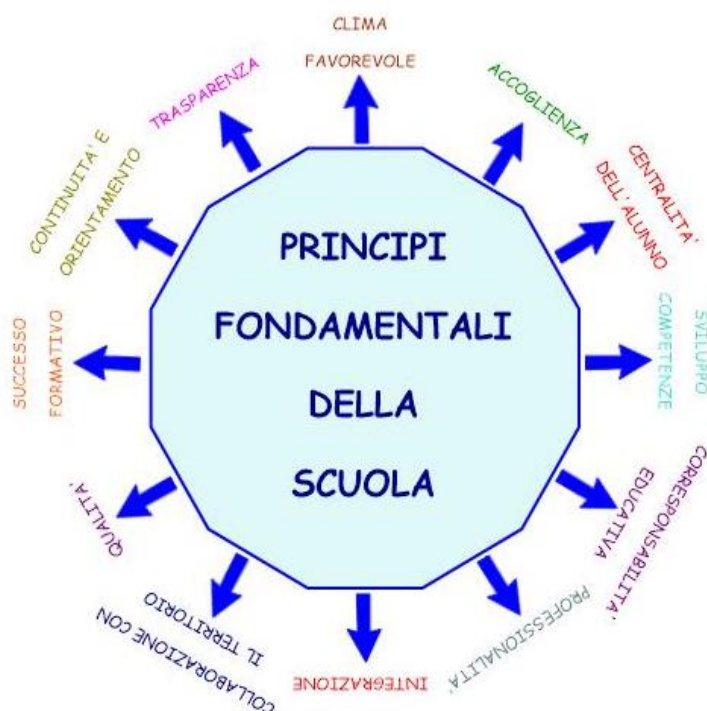 CLIMA
FAVOREVOLE
ACCOGLIENZA
CENTRALITA'
DELL'ALUNNO
SVILUPPO
COMPETENZE
CORRESPONSABILITA'
EDUCATIVA
PROFESSIONALITA'
INTEGRAZIONE
COLLABORAZIONE CON
IL TERRITORIO
QUALITA'
SUCCESSO
FORMATIVO
CONTINUITA' E
ORIENTAMENTO
TRASPARENZA
PRINCIPI
FONDAMENTALI
DELLA
SCUOLA